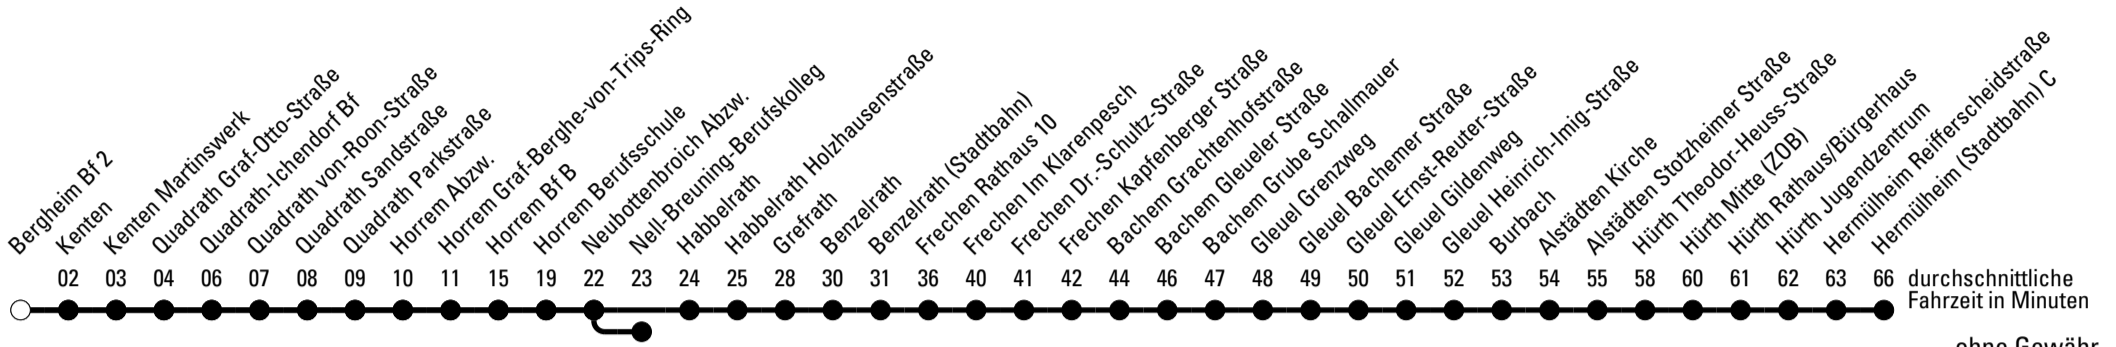 Bergheim Bf 2
Kenten
Kenten Martinswerk
Quadrath Graf-Otto-Straße
Quadrath-Ichendorf Bf
Quadrath von-Roon-Straße
Quadrath Sandstraße
Quadrath Parkstraße
Horrem Abzw.
Horrem Graf-Berghe-von-Trips-Ring
Horrem Bf B
Horrem Berufsschule
Neubottenbroich Abzw.
Nell-Breuning-Berufskolleg
Habbelrath
Habbelrath Holzhausenstraße
Grefrath
Benzelrath
Benzelrath (Stadtbahn)
Frechen Rathaus 10
Frechen Im Klarenpesch
Frechen Dr.-Schultz-Straße
Frechen Kapfenberger Straße
Bachem Grachtenhofstraße
Bachem Gleueler Straße
Bachem Grube Schallmauer
Gleuel Grenzweg
Gleuel Bachemer Straße
Gleuel Ernst-Reuter-Straße
Gleuel Gildenweg
Gleuel Heinrich-Imig-Straße
Burbach
Alstädten Kirche
Alstädten Stotzheimer Straße
Hürth Theodor-Heuss-Straße
Hürth Mitte (ZOB)
Hürth Rathaus/Bürgerhaus
Hürth Jugendzentrum
Hermülheim Reifferscheidstraße
Hermülheim (Stadtbahn) C
02 03 04 06 07 08 09 10 11 15 19 22 23 24 25 28 30 31 36 40 41 42 44 46 47 48 49 50 51 52 53 54 55 58 60 61 62 63 66 durchschnittliche
Fahrzeit in Minuten
ohne Gewähr